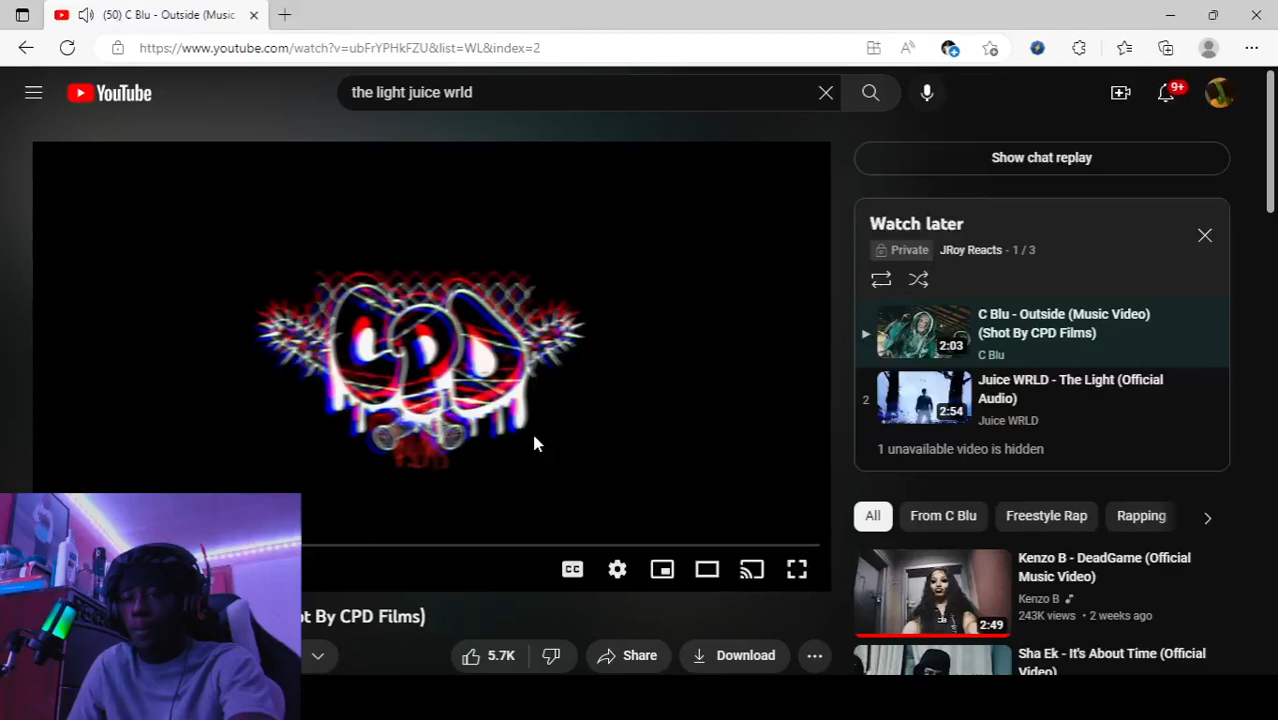 (50) C Blu - Outside (Music
https://www.youtube.com/watch?v=ubFrYPHkFZU&list=WL&index=2
YouTube
the light juice wrld
9+
Show chat replay
CPD
Watch later
Private
JRoy Reacts - 1 / 3
C Blu - Outside (Music Video)
(Shot By CPD Films)
C Blu
2:03
2
Juice WRLD - The Light (Official
Audio)
Juice WRLD
2:54
1 unavailable video is hidden
All
From C Blu
Freestyle Rap
Rapping
Kenzo B - DeadGame (Official
Music Video)
Kenzo B
243K views • 2 weeks ago
2:49
Sha Ek - It's About Time (Official
Video)
CC
ot By CPD Films)
5.7K
Share
Download